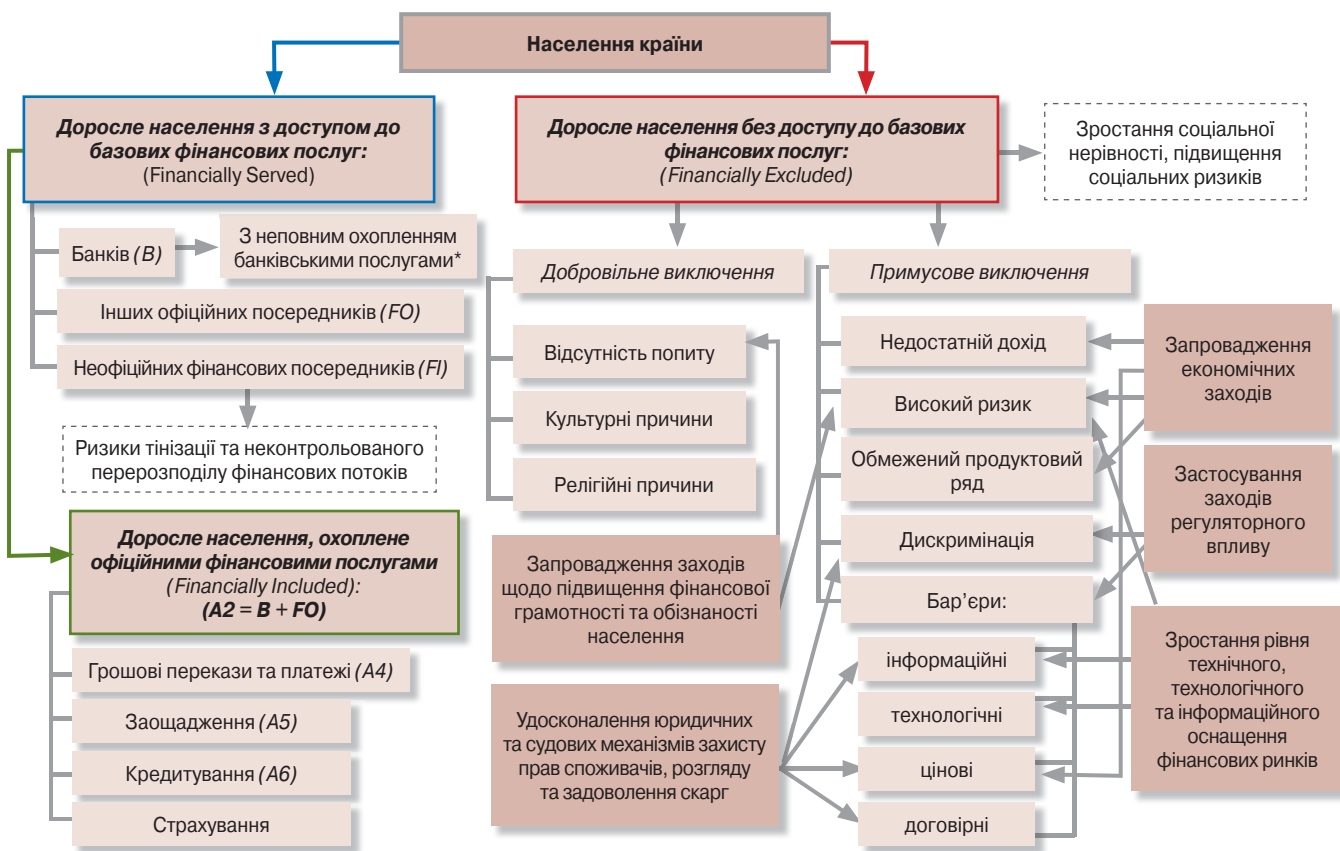 Населення країни
Доросле населення з доступом до
базових фінансових послуг:
(Financially Served)
Доросле населення без доступу до базових
фінансових послуг:
(Financially Excluded)
Зростання соціальної
нерівності, підвищення
соціальних ризиків
Банків (B)
З неповним охопленням
банківськими послугами*
Інших офіційних посередників (FO)
Неофіційних фінансових посередників (FI)
Ризики тінізації та неконтрольованого
перерозподілу фінансових потоків
Доросле населення, охоплене
офіційними фінансовими послугами
(Financially Included):
(A2 = B + FO)
Грошові перекази та платежі (A4)
Заощадження (A5)
Кредитування (A6)
Страхування
Добровільне виключення
Відсутність попиту
Культурні причини
Релігійні причини
Запровадження заходів
щодо підвищення фінансової
грамотності та обізнаності
населення
Удосконалення юридичних
та судових механізмів захисту
прав споживачів, розгляду
та задоволення скарг
Примусове виключення
Недостатній дохід
Високий ризик
Обмежений продуктовий
ряд
Дискримінація
Бар’єри:
інформаційні
технологічні
цінові
договірні
Запровадження
економічних
заходів
Застосування
заходів
регуляторного
впливу
Зростання рівня
технічного,
технологічного
та інформаційного
оснащення
фінансових ринків